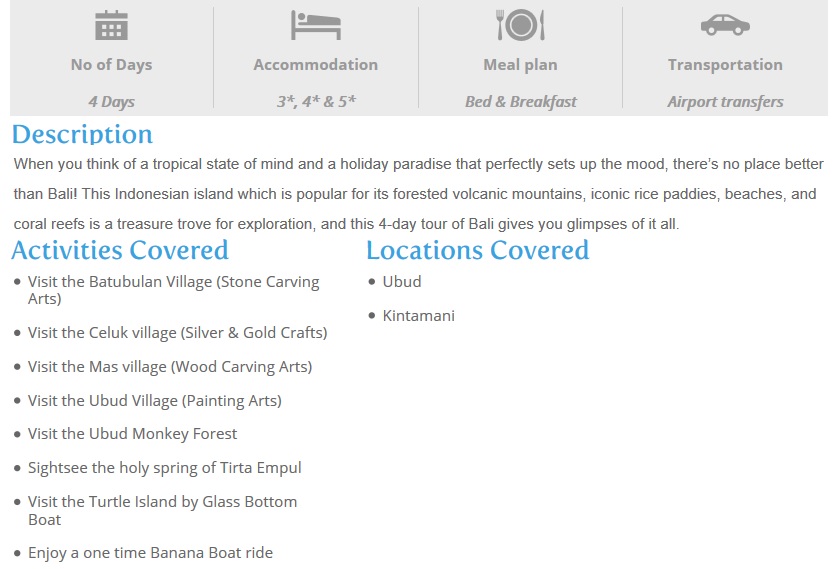 No of Days
Accommodation
Meal plan
Transportation
4 Days
3*, 4* & 5*
Bed & Breakfast
Airport transfers
Description
When you think of a tropical state of mind and a holiday paradise that perfectly sets up the mood, there's no place better
than Bali! This Indonesian island which is popular for its forested volcanic mountains, iconic rice paddies, beaches, and
coral reefs is a treasure trove for exploration, and this 4-day tour of Bali gives you glimpses of it all.
Activities Covered
• Visit the Batubulan Village (Stone Carving
Arts)
• Visit the Celuk village (Silver & Gold Crafts)
• Visit the Mas village (Wood Carving Arts)
• Visit the Ubud Village (Painting Arts)
• Visit the Ubud Monkey Forest
• Sightsee the holy spring of Tirta Empul
• Visit the Turtle Island by Glass Bottom
Boat
• Enjoy a one time Banana Boat ride
Locations Covered
• Ubud
• Kintamani